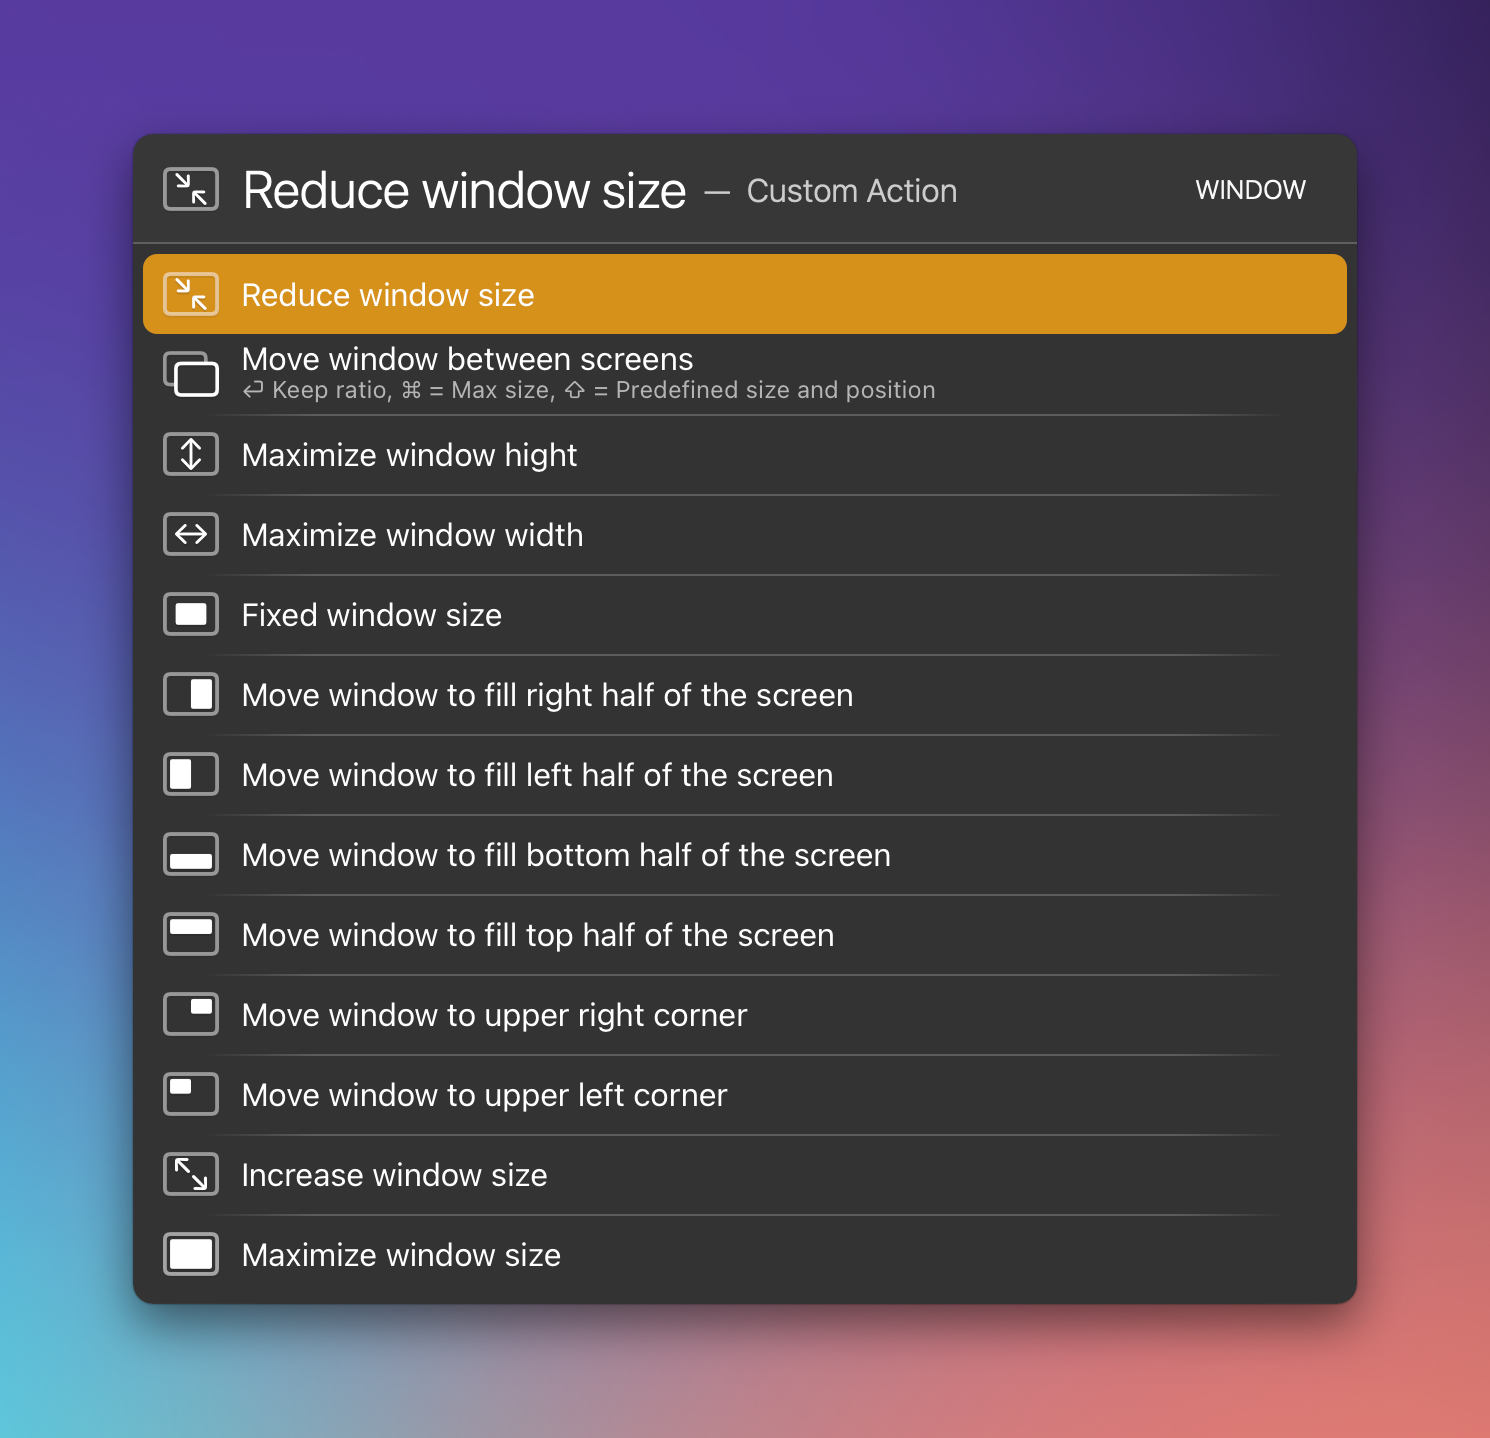 Reduce window size — Custom Action WINDOW
Reduce window size
Move window between screens
⏎ Keep ratio, ⌘ = Max size, ⇧ = Predefined size and position
Maximize window hight
Maximize window width
Fixed window size
Move window to fill right half of the screen
Move window to fill left half of the screen
Move window to fill bottom half of the screen
Move window to fill top half of the screen
Move window to upper right corner
Move window to upper left corner
Increase window size
Maximize window size